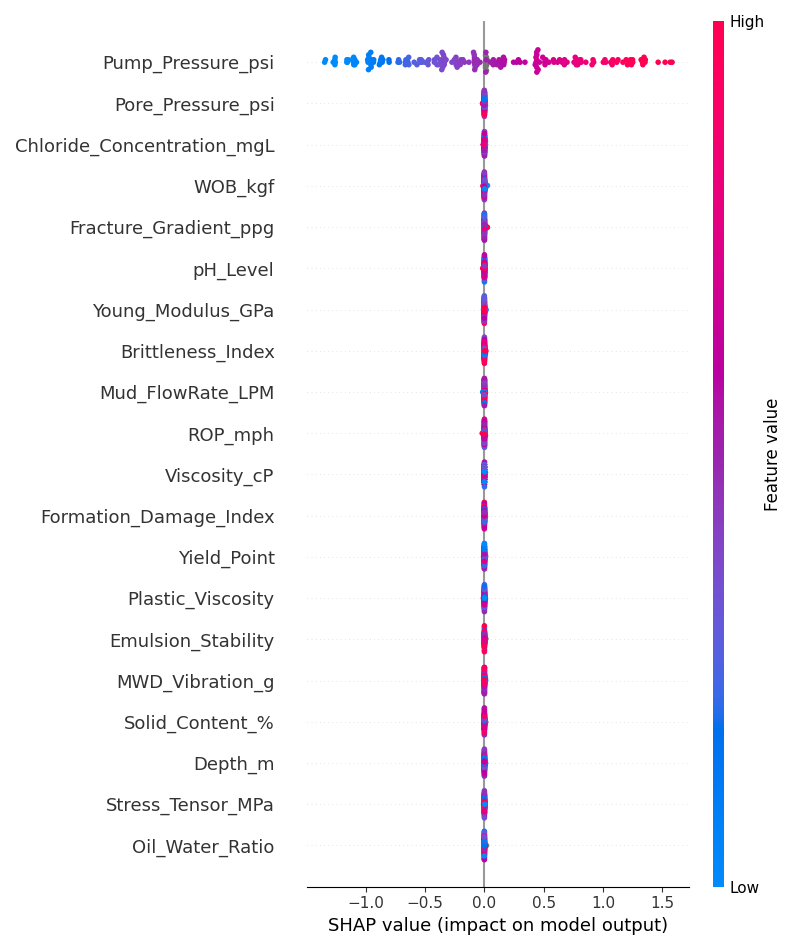 High
Pump_Pressure_psi
Pore_Pressure_psi
Chloride_Concentration_mgL
WOB_kgf
Fracture_Gradient_ppg
pH_Level
Young_Modulus_GPa
Brittleness_Index
Mud_FlowRate_LPM
ROP_mph
Viscosity_cP
Formation_Damage_Index
Yield_Point
Plastic_Viscosity
Emulsion_Stability
MWD_Vibration_g
Solid_Content_%
Depth_m
Stress_Tensor_MPa
Oil_Water_Ratio
Feature value
Low
−1.0 −0.5 0.0 0.5 1.0 1.5
SHAP value (impact on model output)